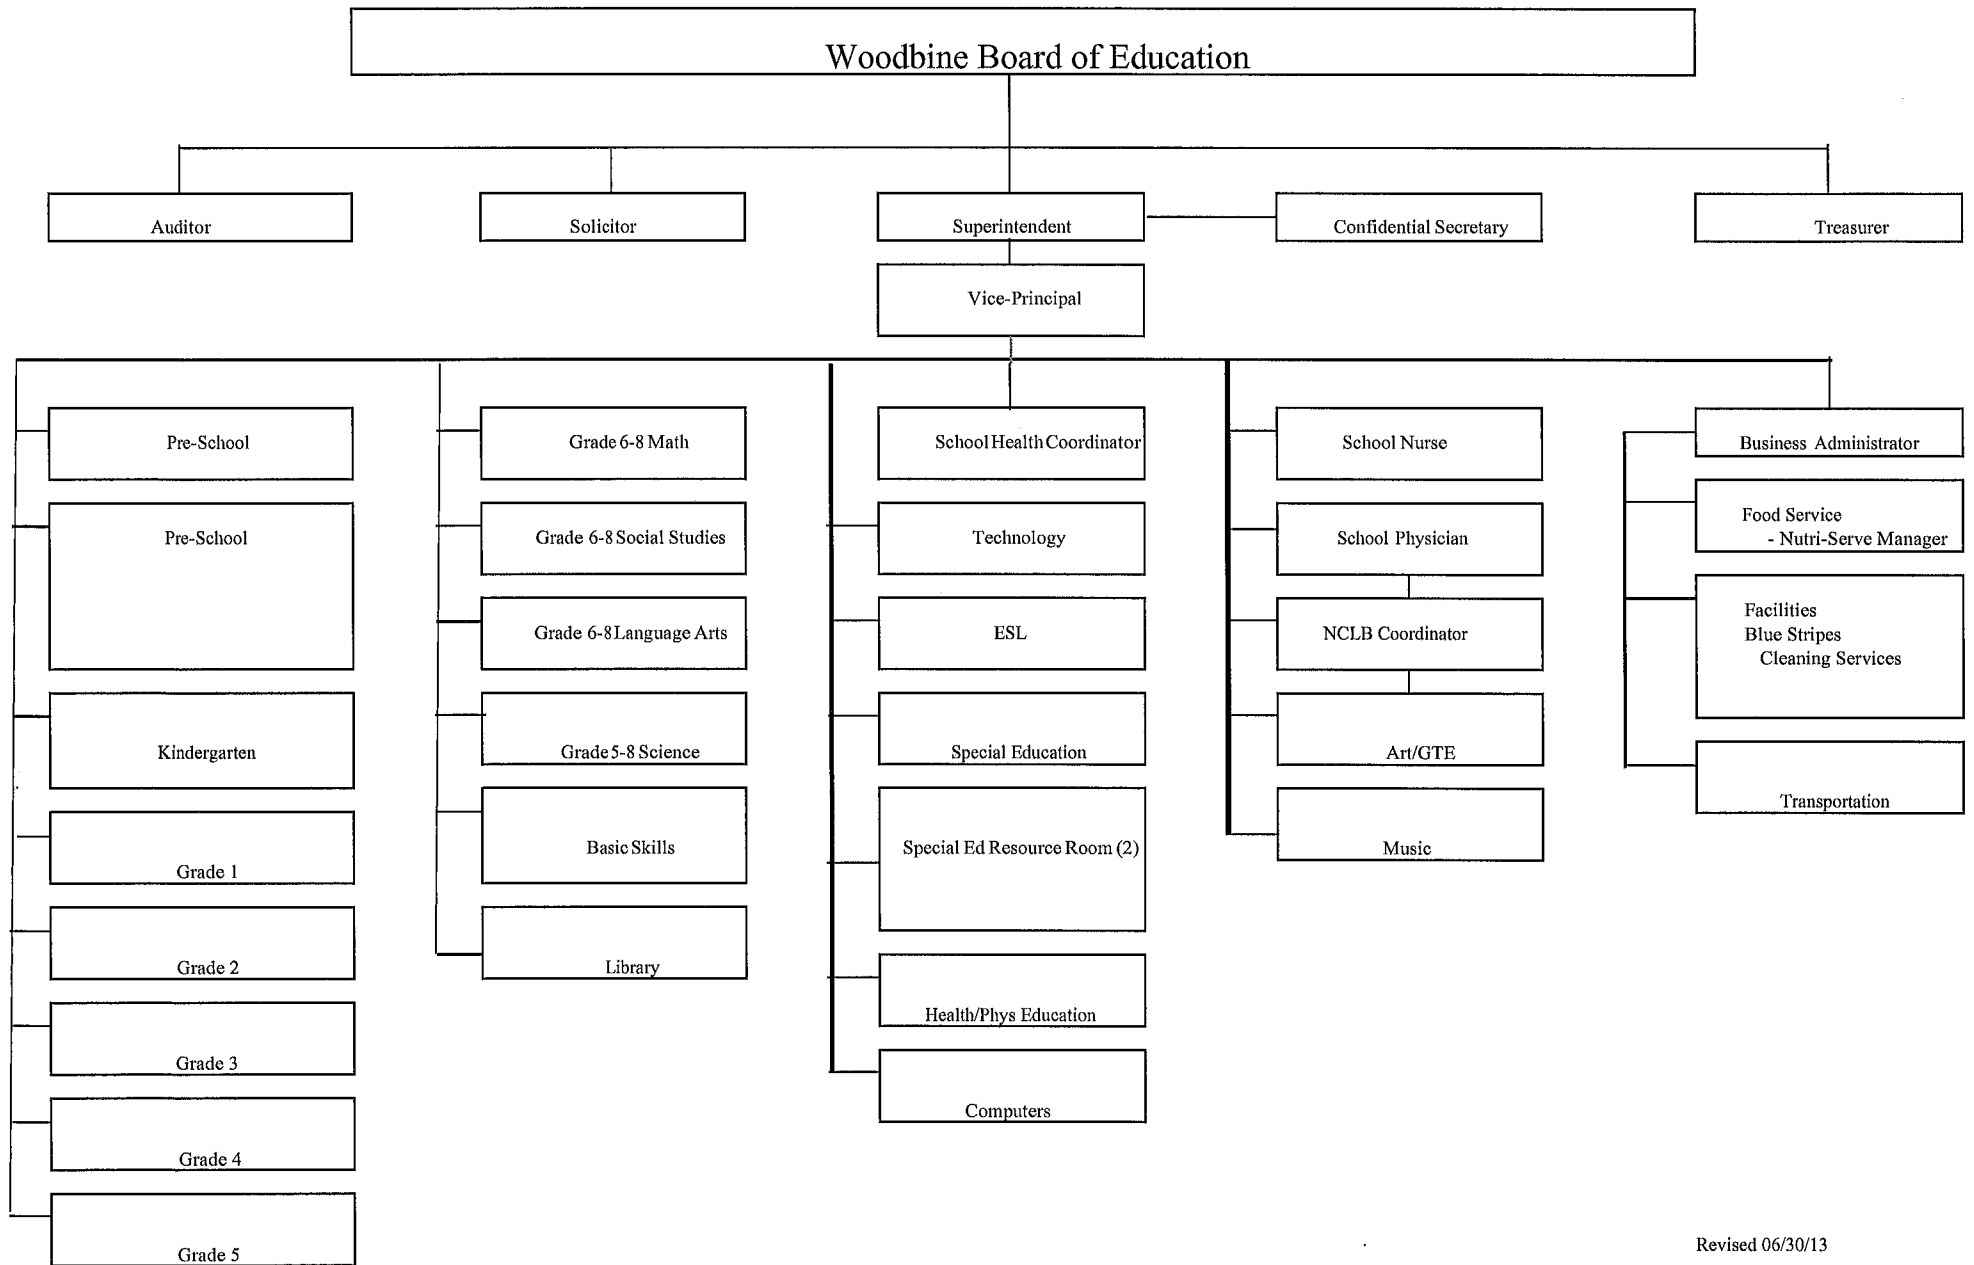 Woodbine Board of Education
Auditor
Solicitor
Superintendent
Confidential Secretary
Treasurer
Vice-Principal
Pre-School
Pre-School
Kindergarten
Grade 1
Grade 2
Grade 3
Grade 4
Grade 5
Grade 6-8 Math
Grade 6-8 Social Studies
Grade 6-8 Language Arts
Grade 5-8 Science
Basic Skills
Library
School Health Coordinator
Technology
ESL
Special Education
Special Ed Resource Room (2)
Health/Phys Education
Computers
School Nurse
School Physician
NCLB Coordinator
Art/GTE
Music
Business Administrator
Food Service
- Nutri-Serve Manager
Facilities
Blue Stripes
Cleaning Services
Transportation
Revised 06/30/13